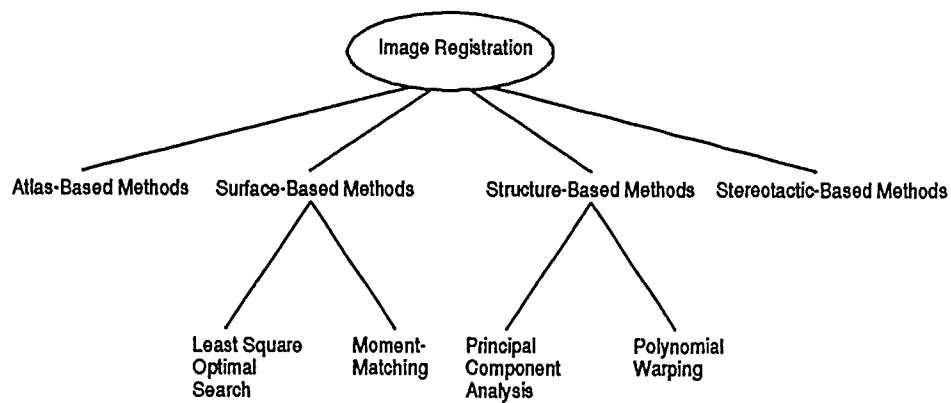 Image Registration
Atlas-Based Methods
Surface-Based Methods
Structure-Based Methods
Stereotactic-Based Methods
Least Square
Optimal
Search
Moment-
Matching
Principal
Component
Analysis
Polynomial
Warping